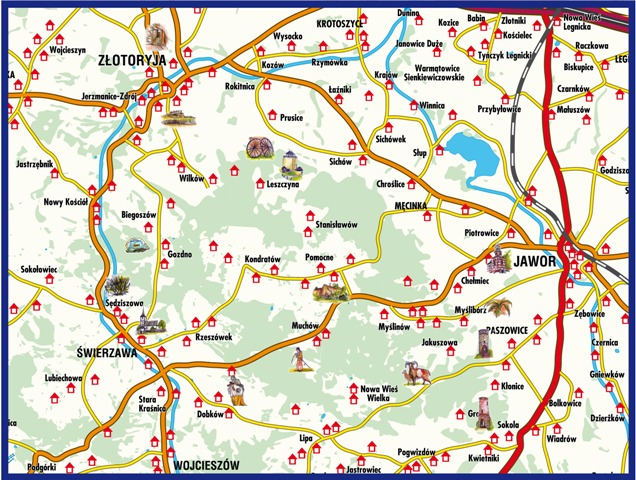 Dunino
Babin
Nowa Wieś
Legnicka
KROTOSZYCE
Kozice
Złotniki
Kościelec
Wojcieszyn
Wysocko
Janowice Duże
Raczkowa
ZŁOTORYJA
Rzymówka
Tyńczyk Legnicki
Kozów
Warmątowice
Sienkiewiczowskie
Biskupice
Krajów
Rokitnica
Łaźniki
Czarnków
Jerzmanice-Zdrój
Winnica
Przybyłowice
Małuszów
Prusice
Sichówek
Słup
Jastrzębnik
Sichów
Godziszowa
Wilków
Leszczyna
Chroślice
Nowy Kościół
MĘCINKA
Biegoszów
Stanisławów
Piotrowice
Gozdno
Kondratów
Pomocne
JAWOR
Sokołowiec
Chełmiec
Sędziszowa
Myślibórz
Zębowice
Rzeszówek
Muchów
Myślinów
PASZOWICE
Czernica
ŚWIERZAWA
Jakuszowa
Lubiechowa
Gniewków
Stara
Kraśnica
Nowa Wieś
Wielka
Kłonice
Bolkowice
Dobków
Gr
Dzierżków
Sokola
Lipa
Wiadrów
Pogwizdów
Kwietniki
Podgórki
WOJCIESZÓW
Jastrowiec